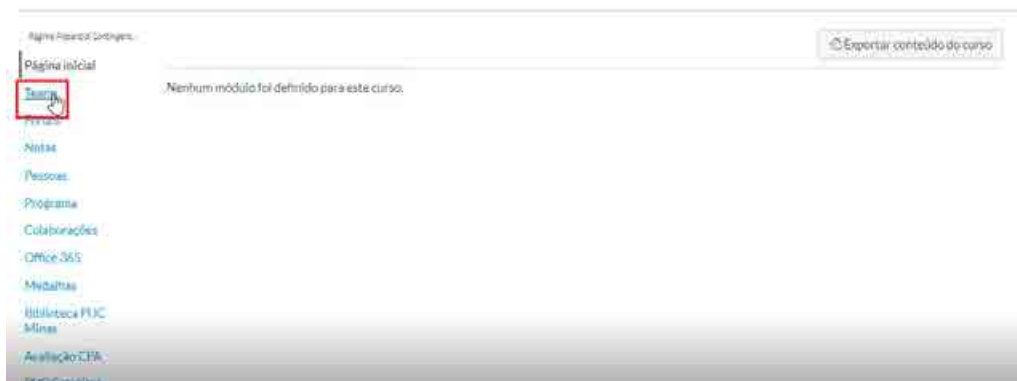 Exportar conteúdo do curso
Página inicial
Nenhum módulo foi definido para este curso.
Teams
Notas
Pessoas
Programa
Colaborações
Office 365
Medalhas
Biblioteca PUC
Minas
Avaliação CPA